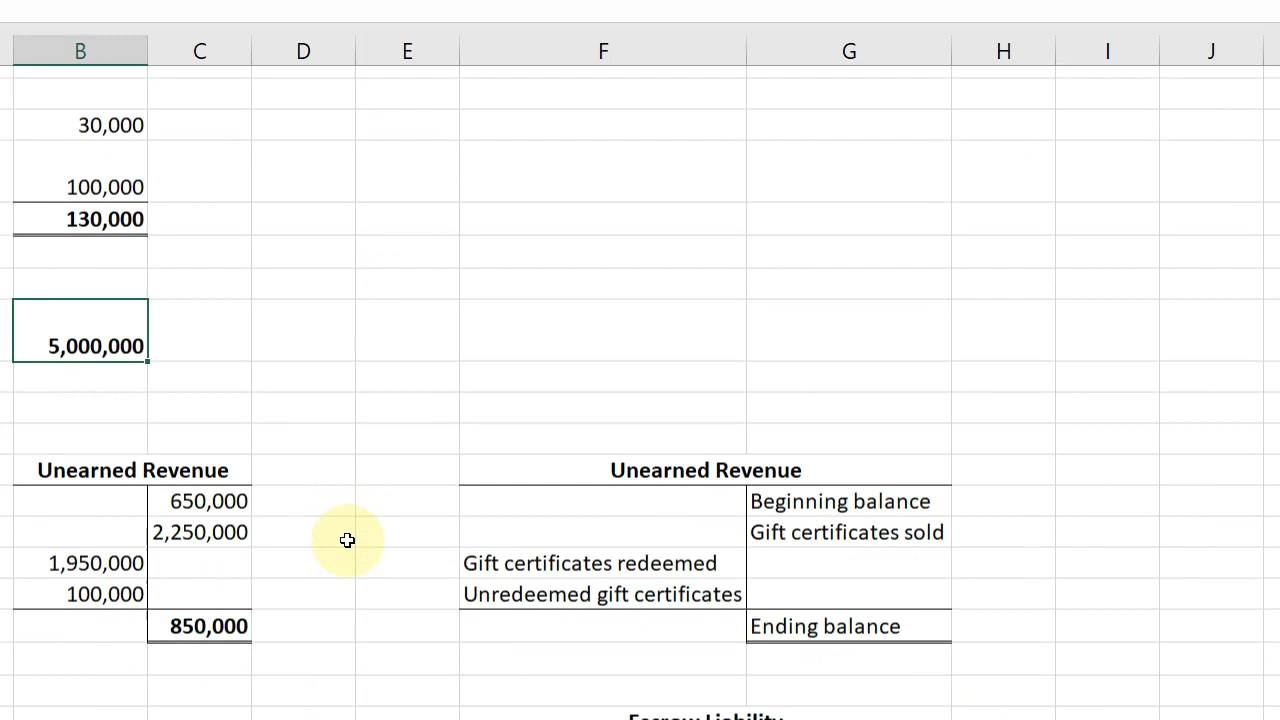 B C D E F G H I J
30,000
100,000
130,000
5,000,000
Unearned Revenue Unearned Revenue
650,000 Beginning balance
2,250,000 Gift certificates sold
1,950,000 Gift certificates redeemed
100,000 Unredeemed gift certificates
850,000 Ending balance
Escrow Liability